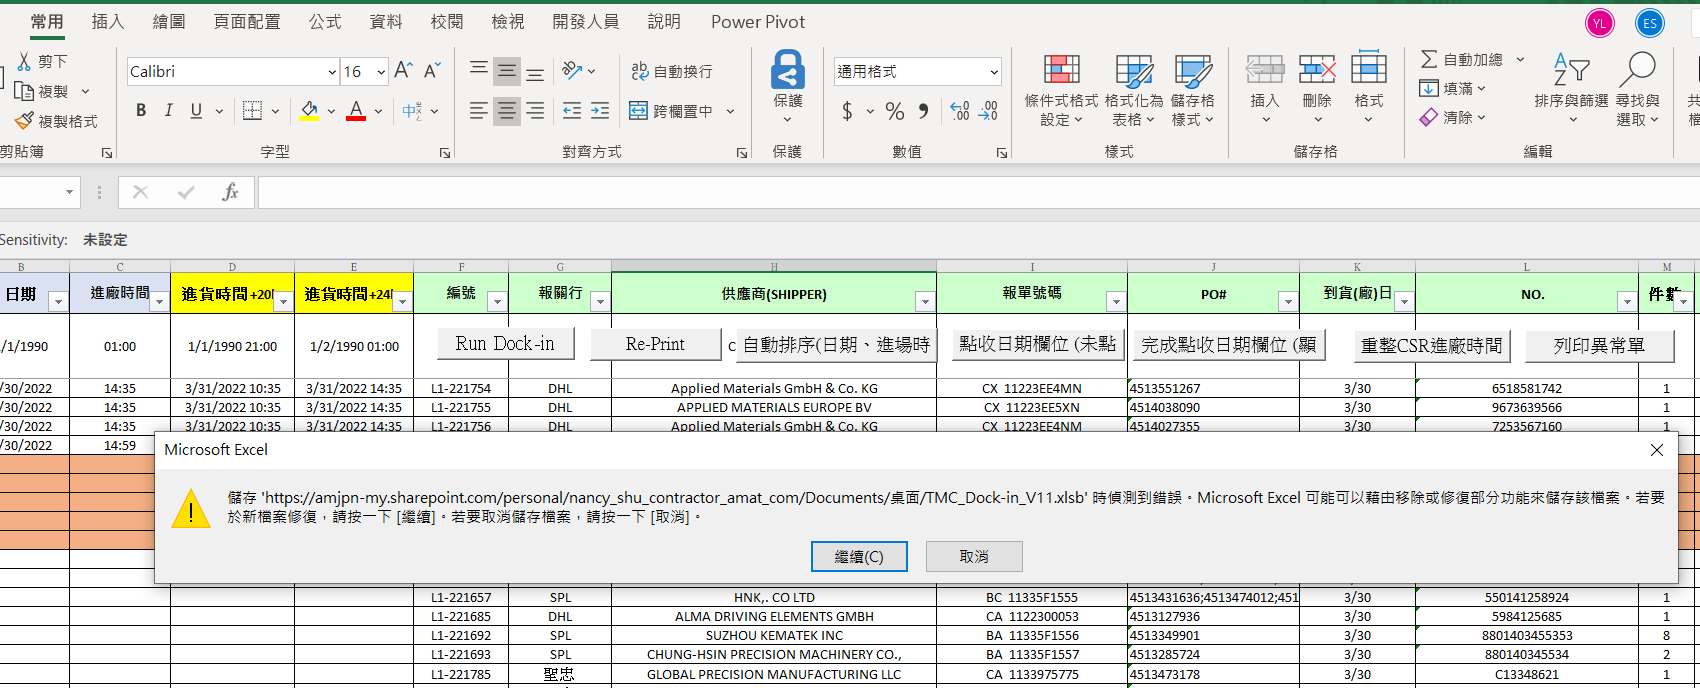 常用 插入 繪圖 頁面配置 公式 資料 校閱 檢視 開發人員 說明 Power Pivot YL ES
剪下
複製
複製格式
剪貼簿
Calibri 16 A A
B I U A 中
字型
ab 自動換行
跨欄置中
對齊方式
保護
保護
通用格式
$ % 9 .00 .00
數值
條件式格式設定 格式化為表格 儲存格樣式
樣式
插入 刪除 格式
儲存格
自動加總
填滿
清除
排序與篩選 尋找與選取
編輯
fx
Sensitivity: 未設定
B C D E F G H I J K L M
日期 進廠時間 進貨時間+20 進貨時間+24 編號 報關行 供應商(SHIPPER) 報單號碼 PO# 到貨(廠)日 NO. 件數
/1/1990 01:00 1/1/1990 21:00 1/2/1990 01:00 Run Dock-in Re-Print C 自動排序(日期、進場時 點收日期欄位 (未點 完成點收日期欄位 (顯 重整CSR進廠時間 列印異常單
/30/2022 14:35 3/31/2022 10:35 3/31/2022 14:35 L1-221754 DHL Applied Materials GmbH & Co. KG CX 11223EE4MN 4513551267 3/30 6518581742 1
/30/2022 14:35 3/31/2022 10:35 3/31/2022 14:35 L1-221755 DHL APPLIED MATERIALS EUROPE BV CX 11223EE5XN 4514038090 3/30 9673639566 1
/30/2022 14:35 3/31/2022 10:35 3/31/2022 14:35 L1-221756 DHL Applied Materials GmbH & Co. KG CX 11223EE4NM 4514027355 3/30 7253567160 1
/30/2022 14:59
Microsoft Excel
儲存 'https://amjpn-my.sharepoint.com/personal/nancy_shu_contractor_amat_com/Documents/桌面/TMC_Dock-in_V11.xlsb' 時偵測到錯誤。Microsoft Excel 可能可以藉由移除或修復部分功能來儲存該檔案。若要
於新檔案修復，請按一下 [繼續]。若要取消儲存檔案，請按一下 [取消]。
繼續(C) 取消
L1-221657 SPL HNK,. CO LTD BC 11335F1555 4513431636;4513474012;451 3/30 550141258924 1
L1-221685 DHL ALMA DRIVING ELEMENTS GMBH CA 1122300053 4513127936 3/30 5984125685 1
L1-221692 SPL SUZHOU KEMATEK INC BA 11335F1556 4513349901 3/30 8801403455353 8
L1-221693 SPL CHUNG-HSIN PRECISION MACHINERY CO., BA 11335F1557 4513285724 3/30 880140345534 2
L1-221785 聖忠 GLOBAL PRECISION MANUFACTURING LLC CA 1133975775 4513473178 3/30 C13348621 1